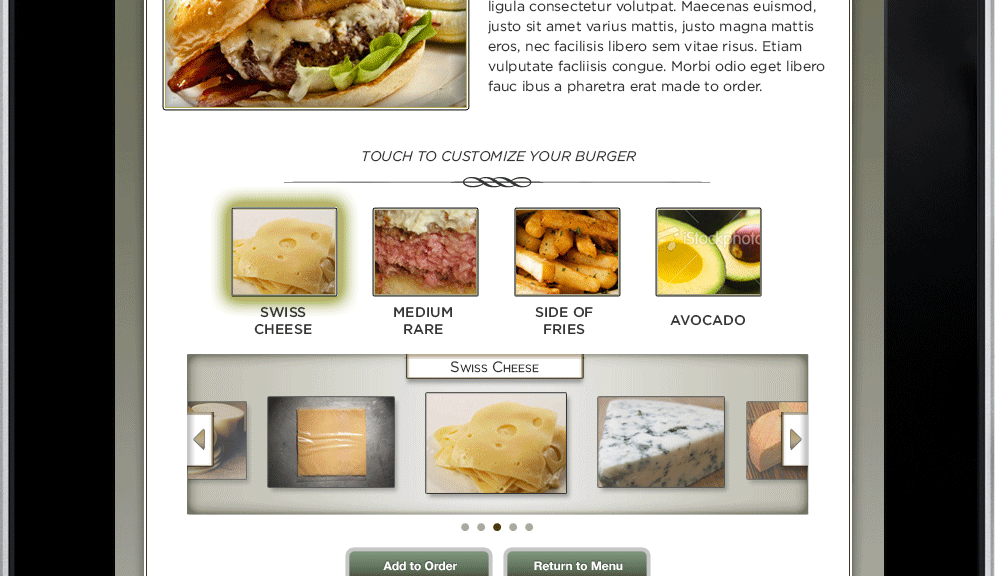 ligula consectetur volutpat. Maecenas euismod,
justo sit amet varius mattis, justo magna mattis
eros, nec facilisis libero sem vitae risus. Etiam
vulputate facliisis congue. Morbi odio eget libero
fauc ibus a pharetra erat made to order.
TOUCH TO CUSTOMIZE YOUR BURGER
iStockphoto
SWISS
CHEESE
MEDIUM
RARE
SIDE OF
FRIES
AVOCADO
Swiss Cheese
Add to Order
Return to Menu